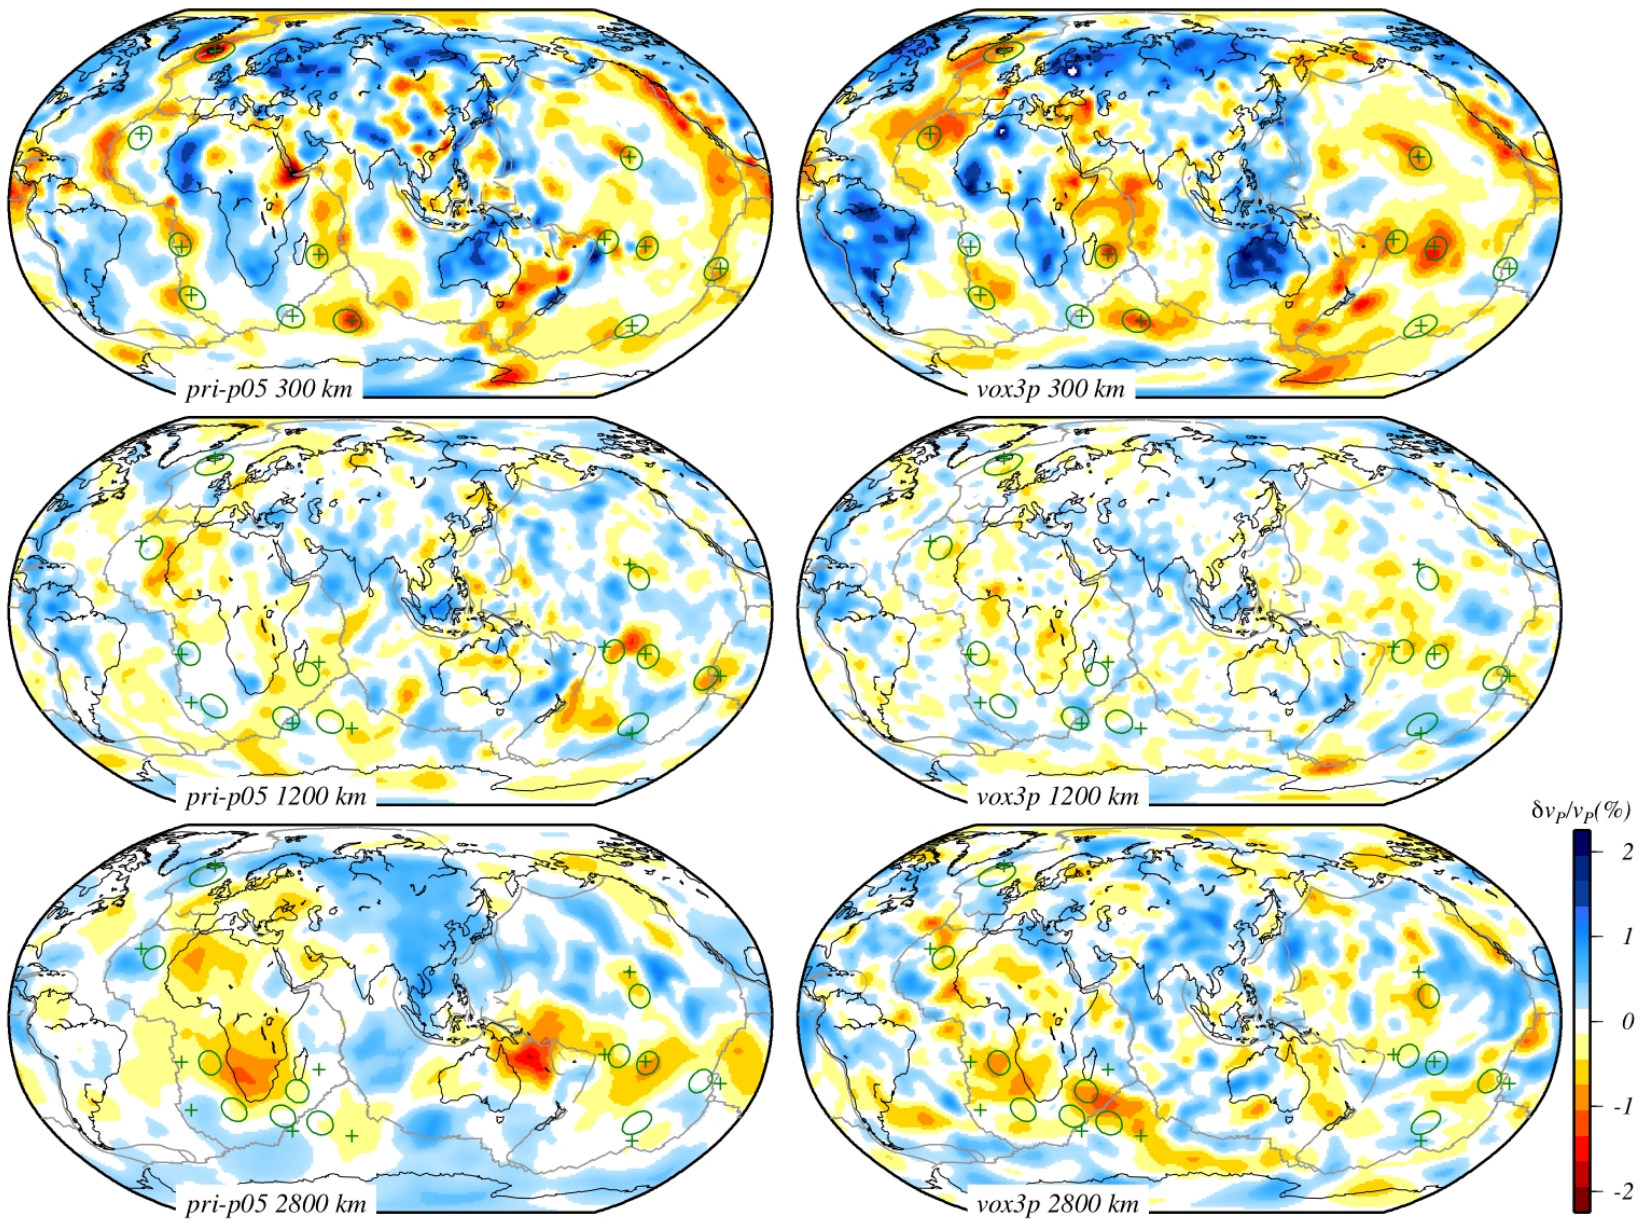 pri-p05 300 km
vox3p 300 km
pri-p05 1200 km
vox3p 1200 km
δvP/vP(%)
2
1
0
-1
-2
pri-p05 2800 km
vox3p 2800 km